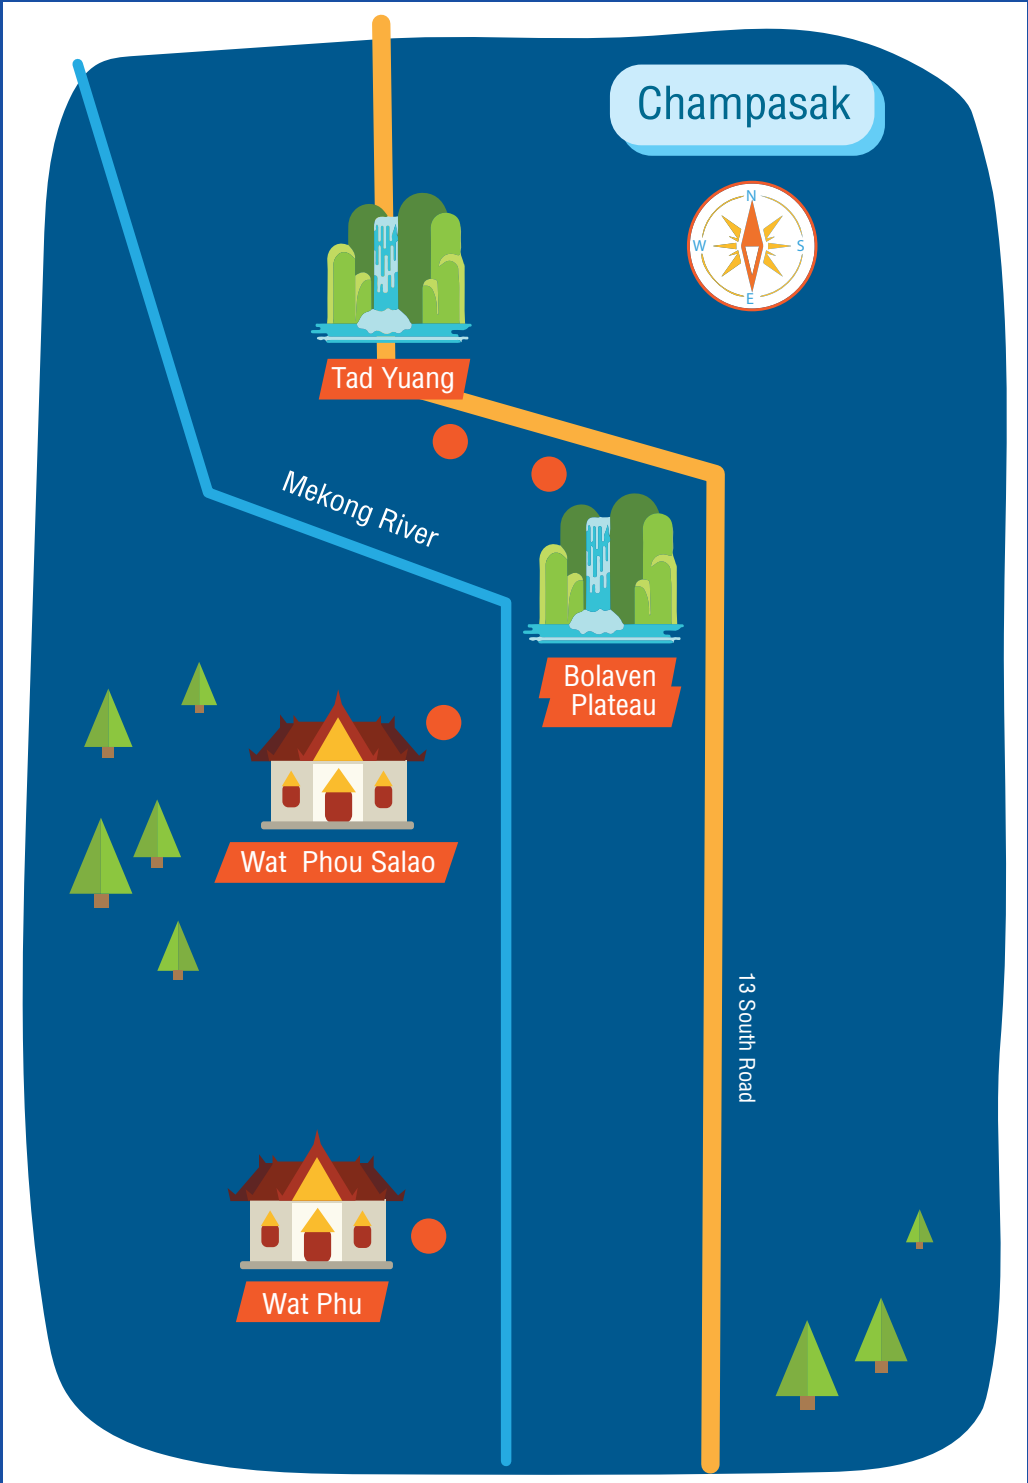 Champasak
N
W
S
E
Tad Yuang
Mekong River
Bolaven
Plateau
Wat Phou Salao
13 South Road
Wat Phu